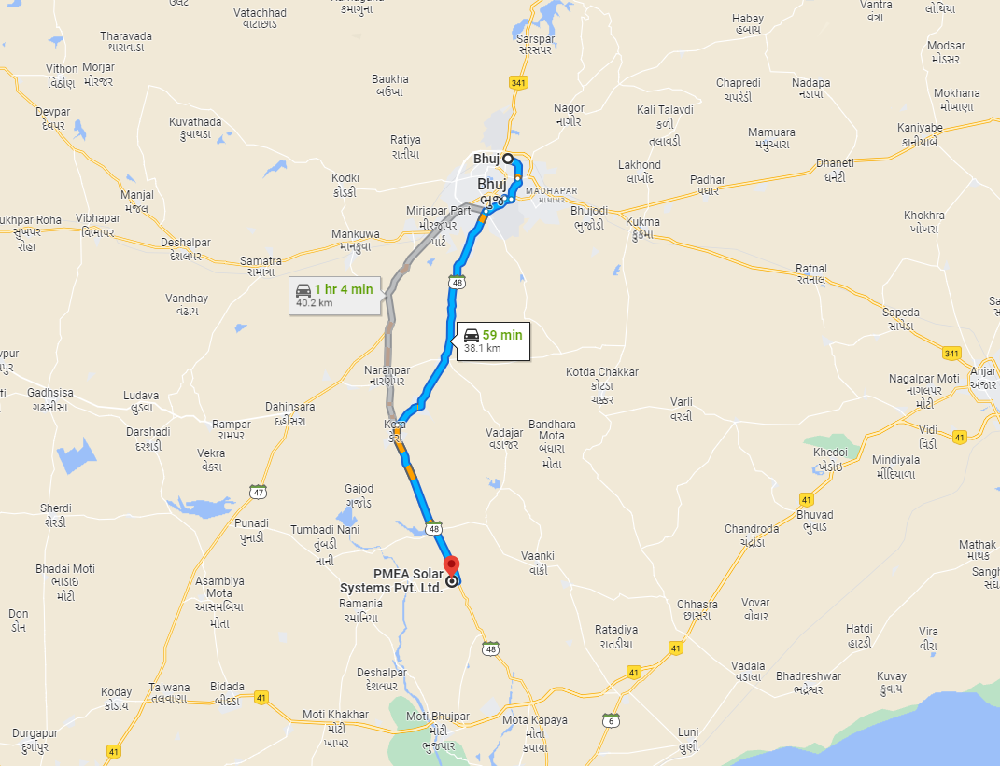 ઉલટ
Vatachhad
વાટાછાડ
કમાગુના
Vantra
વંત્રા
લોથિયા
Habay
હબાય
Tharavada
થારાવાડા
Sarspar
સરસપર
Modsar
મોડસર
Vithon
વિથોણ
Morjar
મોરજર
Baukha
બઉખા
341
Chapredi
ચપરેડી
Nadapa
નડાપા
Mokhana
મોખાણા
Devpar
દેવપર
Kuvathada
કુવાથડા
Nagor
નાગોર
Kali Talavdi
કળી
તલાવડી
Mamuara
મમુઆરા
Kaniyabe
કાનીયાબે
Ratiya
રાતીયા
Bhuj
Lakhond
લાખોંદ
Dhaneti
ધનેટી
Kodki
કોડકી
Bhuj
ભુજ
MADHAPAR
માધાપર
Padhar
પધાર
Manjal
મંજલ
Mirjapar Part
મીરજાપર
પાર્ટ
Bhujodi
ભુજોડી
Kukma
કુકમા
Khokhra
ખોખરા
ukhpar Roha
સુખપર
રોહા
Vibhapar
વિભાપર
Deshalpar
દેશલપર
Mankuwa
માનકુવા
Samatra
સમાત્રા
Ratnal
રતનાલ
1 hr 4 min
40.2 km
48
Vandhay
વંઢાય
Sapeda
સાપેડા
59 min
38.1 km
341
Naranpar
નારણપર
Kotda Chakkar
કોટડા
ચક્કર
Nagalpar Moti
નાગલપર
મોટી
Anjar
અંજાર
Gadhsisa
ગઢસીસા
Ludava
લુડવા
Dahinsara
દહીંસરા
Varli
વરલી
Rampar
રામપર
Darshadi
દરશડી
Kera
કેરા
Vadajar
વડાજર
Bandhara
Mota
બંધારા
મોતા
Vidi
વિડી
41
Vekra
વેકરા
Khedoi
ખેડોઇ
Mindiyala
મીંદિયાળા
47
Gajod
ગજોડ
41
Sherdi
શેરડી
Bhuvad
ભુવાડ
Punadi
પુનાડી
Tumbadi Nani
તુંબડી
નાની
48
Chandroda
ચંદ્રોડા
Vaanki
વાંકી
Mathak
માથક
Bhadai Moti
ભાડાઇ
મોટી
PMEA Solar
Systems Pvt. Ltd.
Asambiya
Mota
આસમબિયા
મોતા
Ramania
રમાંનિયા
Chhasra
છાસરા
Vovar
વોવાર
Don
ડોન
Ratadiya
રાતડીયા
Hatdi
હાટડી
Vira
વીરા
48
41
Deshalpar
દેશલપર
41
Vadala
વડાલા
Bhadreshwar
ભદ્રેશ્વર
Kuvay
કુવાય
Koday
કોડાય
Talwana
તલવાણા
Bidada
બીદડા
41
Moti Khakhar
મોટી
ખાખર
Moti Bhujpar
મોટી
ભુજપાર
Mota Kapaya
મોતા
કપાયા
6
Luni
લુણી
Durgapur
દુર્ગાપુર
41